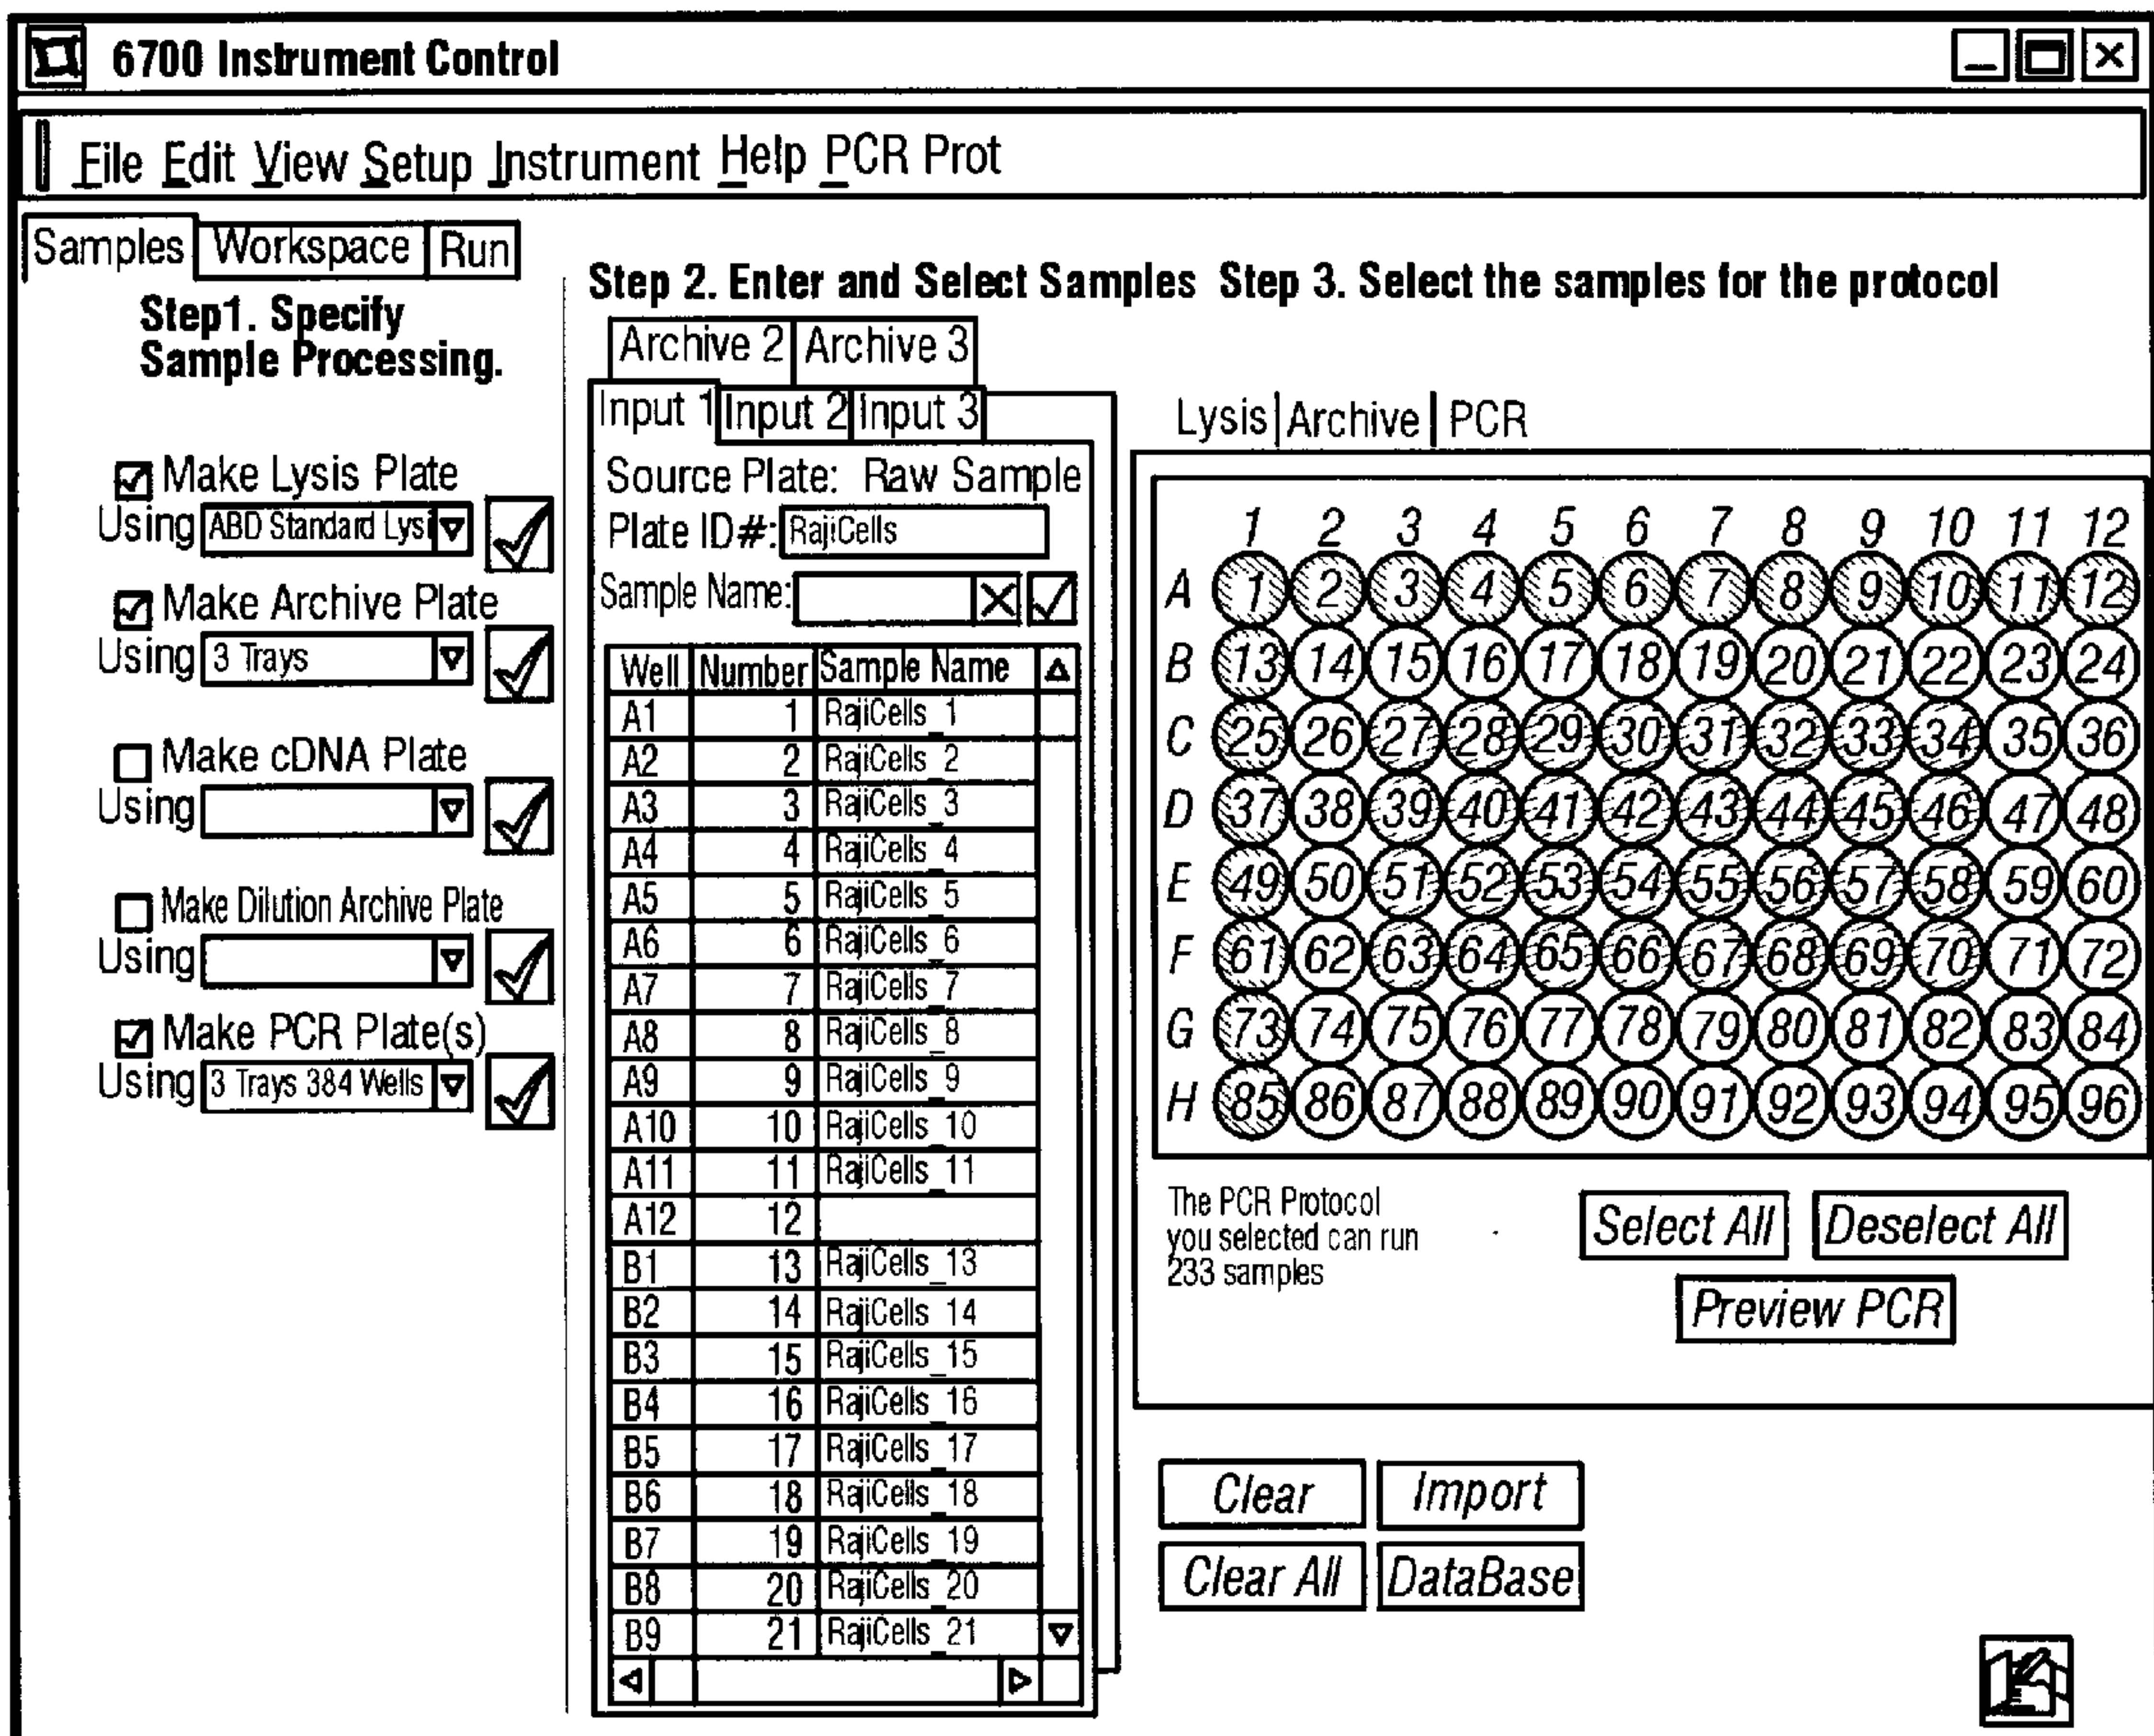 6700 Instrument Control
File Edit View Setup Instrument Help PCR Prot
Samples Workspace Run
Step1. Specify
Sample Processing.
Make Lysis Plate
Using ABD Standard Lysi
Make Archive Plate
Using 3 Trays
Make cDNA Plate
Using
Make Dilution Archive Plate
Using
Make PCR Plate(s)
Using 3 Trays 384 Wells
Step 2. Enter and Select Samples
Archive 2 Archive 3
Input 1 Input 2 Input 3
Source Plate: Raw Sample
Plate ID#: RajiCells
Sample Name:
Well Number Sample Name
A1 1 RajiCells_1
A2 2 RajiCells_2
A3 3 RajiCells_3
A4 4 RajiCells_4
A5 5 RajiCells_5
A6 6 RajiCells_6
A7 7 RajiCells_7
A8 8 RajiCells_8
A9 9 RajiCells_9
A10 10 RajiCells_10
A11 11 RajiCells_11
A12 12
B1 13 RajiCells_13
B2 14 RajiCells_14
B3 15 RajiCells_15
B4 16 RajiCells_16
B5 17 RajiCells_17
B6 18 RajiCells_18
B7 19 RajiCells_19
B8 20 RajiCells_20
B9 21 RajiCells_21
Step 3. Select the samples for the protocol
Lysis Archive PCR
1 2 3 4 5 6 7 8 9 10 11 12
A 1 2 3 4 5 6 7 8 9 10 11 12
B 13 14 15 16 17 18 19 20 21 22 23 24
C 25 26 27 28 29 30 31 32 33 34 35 36
D 37 38 39 40 41 42 43 44 45 46 47 48
E 49 50 51 52 53 54 55 56 57 58 59 60
F 61 62 63 64 65 66 67 68 69 70 71 72
G 73 74 75 76 77 78 79 80 81 82 83 84
H 85 86 87 88 89 90 91 92 93 94 95 96
The PCR Protocol
you selected can run
233 samples
Select All Deselect All
Preview PCR
Clear Import
Clear All DataBase